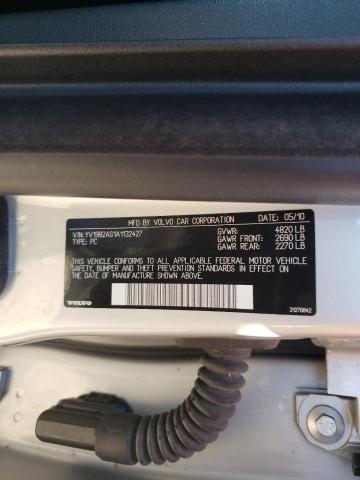 MFD BY VOLVO CAR CORPORATION DATE: 05/10
VIN: YV1982AS1A1132427 GVWR: 4820 LB
TYPE: PC GAWR FRONT: 2690 LB
GAWR REAR: 2270 LB
THIS VEHICLE CONFORMS TO ALL APPLICABLE FEDERAL MOTOR VEHICLE
SAFETY, BUMPER AND THEFT PREVENTION STANDARDS IN EFFECT ON THE
DATE OF MANUFACTURE SHOWN ABOVE.
VOLVO 31276842